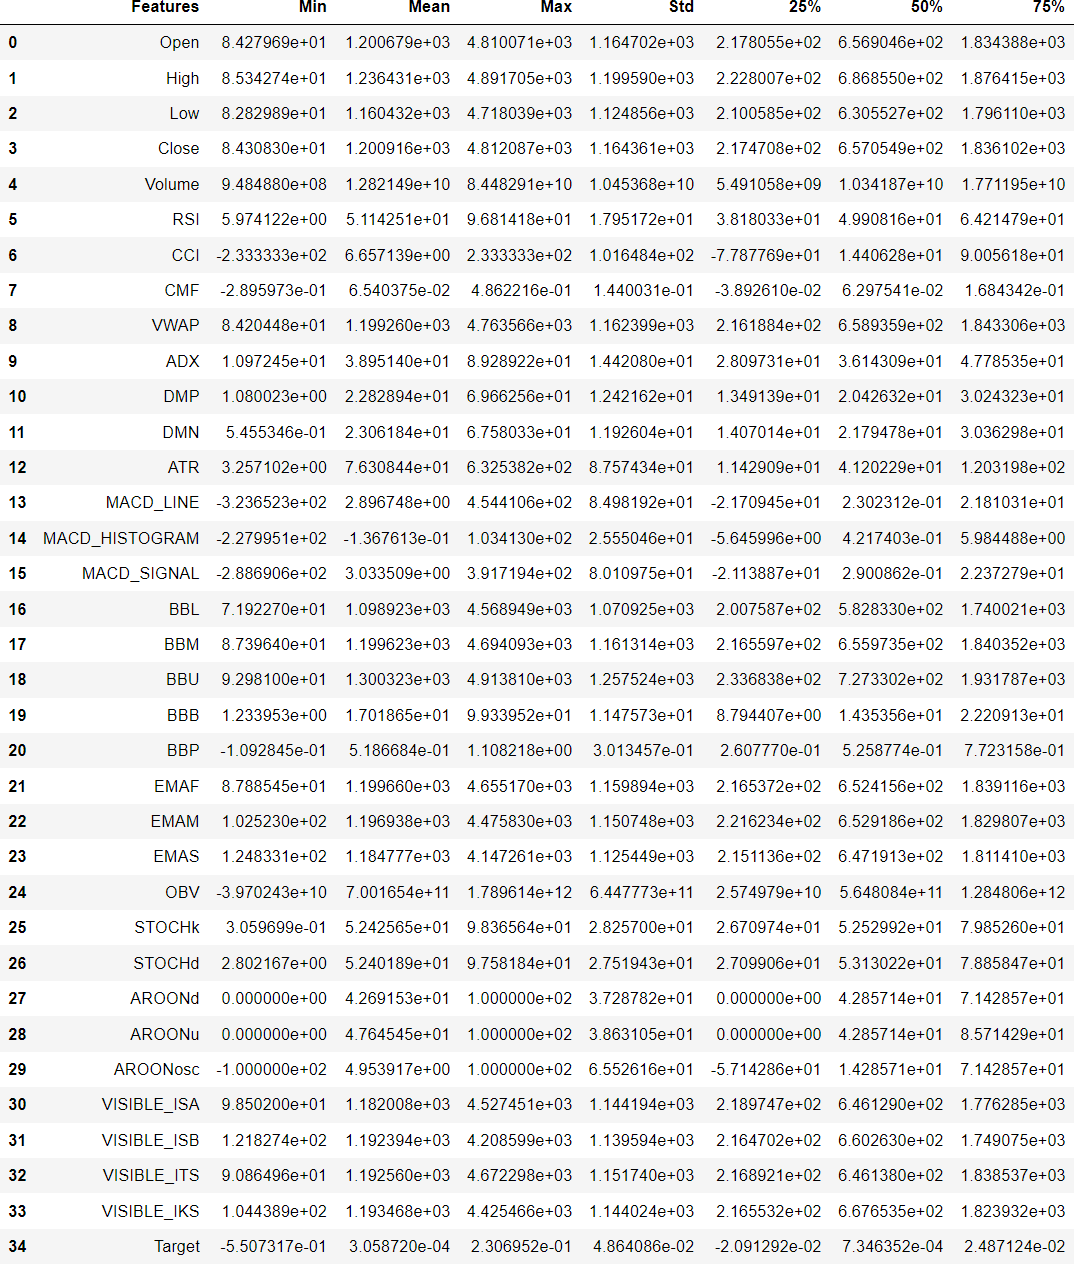 Features Min Mean Max Std 25% 50% 75%
0 Open 8.427969e+01 1.200679e+03 4.810071e+03 1.164702e+03 2.178055e+02 6.569046e+02 1.834388e+03
1 High 8.534274e+01 1.236431e+03 4.891705e+03 1.199590e+03 2.228007e+02 6.868550e+02 1.876415e+03
2 Low 8.282989e+01 1.160432e+03 4.718039e+03 1.124856e+03 2.100585e+02 6.305527e+02 1.796110e+03
3 Close 8.430830e+01 1.200916e+03 4.812087e+03 1.164361e+03 2.174708e+02 6.570549e+02 1.836102e+03
4 Volume 9.484880e+08 1.282149e+10 8.448291e+10 1.045368e+10 5.491058e+09 1.034187e+10 1.771195e+10
5 RSI 5.974122e+00 5.114251e+01 9.681418e+01 1.795172e+01 3.818033e+01 4.990816e+01 6.421479e+01
6 CCI -2.333333e+02 6.657139e+00 2.333333e+02 1.016484e+02 -7.787769e+01 1.440628e+01 9.005618e+01
7 CMF -2.895973e-01 6.540375e-02 4.862216e-01 1.440031e-01 -3.892610e-02 6.297541e-02 1.684342e-01
8 VWAP 8.420448e+01 1.199260e+03 4.763566e+03 1.162399e+03 2.161884e+02 6.589359e+02 1.843306e+03
9 ADX 1.097245e+01 3.895140e+01 8.928922e+01 1.442080e+01 2.809731e+01 3.614309e+01 4.778535e+01
10 DMP 1.080023e+00 2.282894e+01 6.966256e+01 1.242162e+01 1.349139e+01 2.042632e+01 3.024323e+01
11 DMN 5.455346e-01 2.306184e+01 6.758033e+01 1.192604e+01 1.407014e+01 2.179478e+01 3.036298e+01
12 ATR 3.257102e+00 7.630844e+01 6.325382e+02 8.757434e+01 1.142909e+01 4.120229e+01 1.203198e+02
13 MACD_LINE -3.236523e+02 2.896748e+00 4.544106e+02 8.498192e+01 -2.170945e+01 2.302312e-01 2.181031e+01
14 MACD_HISTOGRAM -2.279951e+02 -1.367613e-01 1.034130e+02 2.555046e+01 -5.645996e+00 4.217403e-01 5.984488e+00
15 MACD_SIGNAL -2.886906e+02 3.033509e+00 3.917194e+02 8.010975e+01 -2.113887e+01 2.900862e-01 2.237279e+01
16 BBL 7.192270e+01 1.098923e+03 4.568949e+03 1.070925e+03 2.007587e+02 5.828330e+02 1.740021e+03
17 BBM 8.739640e+01 1.199623e+03 4.694093e+03 1.161314e+03 2.165597e+02 6.559735e+02 1.840352e+03
18 BBU 9.298100e+01 1.300323e+03 4.913810e+03 1.257524e+03 2.336838e+02 7.273302e+02 1.931787e+03
19 BBB 1.233953e+00 1.701865e+01 9.933952e+01 1.147573e+01 8.794407e+00 1.435356e+01 2.220913e+01
20 BBP -1.092845e-01 5.186684e-01 1.108218e+00 3.013457e-01 2.607770e-01 5.258774e-01 7.723158e-01
21 EMAF 8.788545e+01 1.199660e+03 4.655170e+03 1.159894e+03 2.165372e+02 6.524156e+02 1.839116e+03
22 EMAM 1.025230e+02 1.196938e+03 4.475830e+03 1.150748e+03 2.216234e+02 6.529186e+02 1.829807e+03
23 EMAS 1.248331e+02 1.184777e+03 4.147261e+03 1.125449e+03 2.151136e+02 6.471913e+02 1.811410e+03
24 OBV -3.970243e+10 7.001654e+11 1.789614e+12 6.447773e+11 2.574979e+10 5.648084e+11 1.284806e+12
25 STOCHk 3.059699e-01 5.242565e+01 9.836564e+01 2.825700e+01 2.670974e+01 5.252992e+01 7.985260e+01
26 STOCHd 2.802167e+00 5.240189e+01 9.758184e+01 2.751943e+01 2.709906e+01 5.313022e+01 7.885847e+01
27 AROONd 0.000000e+00 4.269153e+01 1.000000e+02 3.728782e+01 0.000000e+00 4.285714e+01 7.142857e+01
28 AROONu 0.000000e+00 4.764545e+01 1.000000e+02 3.863105e+01 0.000000e+00 4.285714e+01 8.571429e+01
29 AROONosc -1.000000e+02 4.953917e+00 1.000000e+02 6.552616e+01 -5.714286e+01 1.428571e+01 7.142857e+01
30 VISIBLE_ISA 9.850200e+01 1.182008e+03 4.527451e+03 1.144194e+03 2.189747e+02 6.461290e+02 1.776285e+03
31 VISIBLE_ISB 1.218274e+02 1.192394e+03 4.208599e+03 1.139594e+03 2.164702e+02 6.602630e+02 1.749075e+03
32 VISIBLE_ITS 9.086496e+01 1.192560e+03 4.672298e+03 1.151740e+03 2.168921e+02 6.461380e+02 1.838537e+03
33 VISIBLE_IKS 1.044389e+02 1.193468e+03 4.425466e+03 1.144024e+03 2.165532e+02 6.676535e+02 1.823932e+03
34 Target -5.507317e-01 3.058720e-04 2.306952e-01 4.864086e-02 -2.091292e-02 7.346352e-04 2.487124e-02